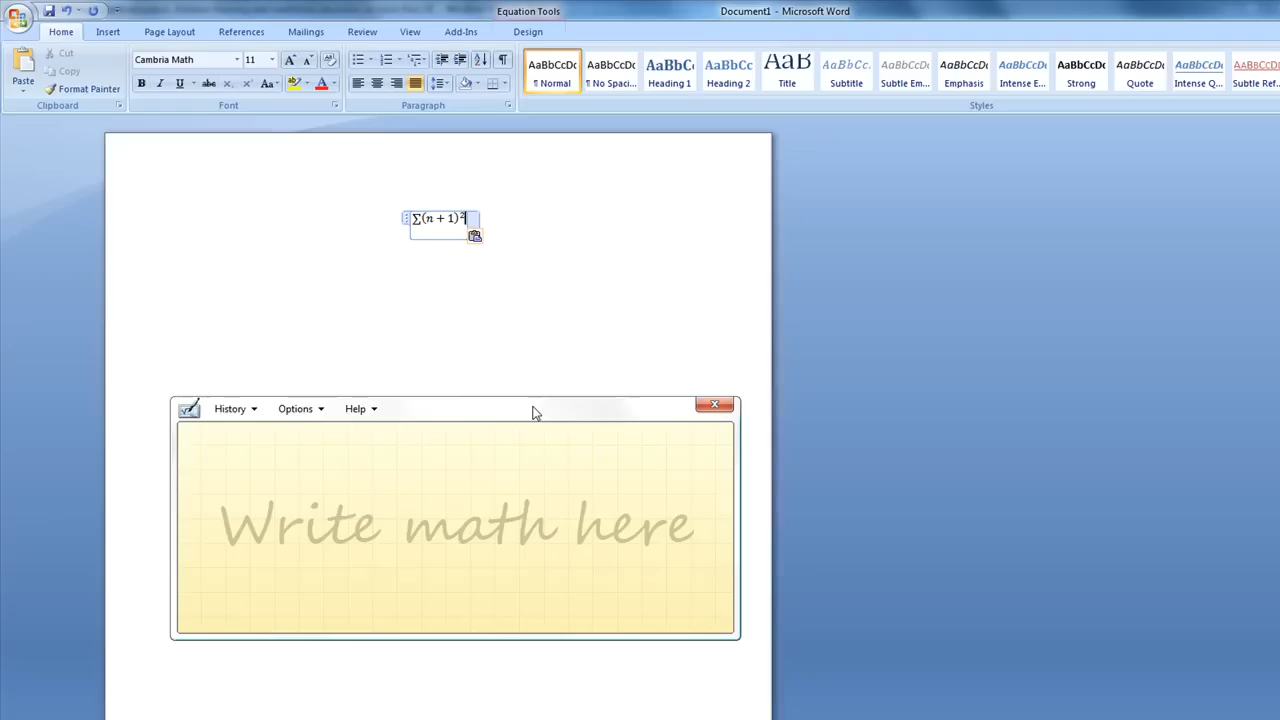 Equation Tools Document1 - Microsoft Word
Home Insert Page Layout References Mailings Review View Add-Ins Design
Cut Cambria Math 11
Copy
Paste Format Painter B I U abc x x Aa A
AaBbCcDc AaBbCcDc AaBbC AaBbCc AaB AaBbCc. AaBbCcDc AaBbCcDc AaBbCcDc AaBbCcDc AaBbCcDc AaBbCcDc
¶ Normal ¶ No Spaci... Heading 1 Heading 2 Title Subtitle Subtle Em... Emphasis Intense E... Strong Quote Intense Q... Subtle Ref...
Clipboard Font Paragraph Styles
∑(n + 1)²
History Options Help
Write math here